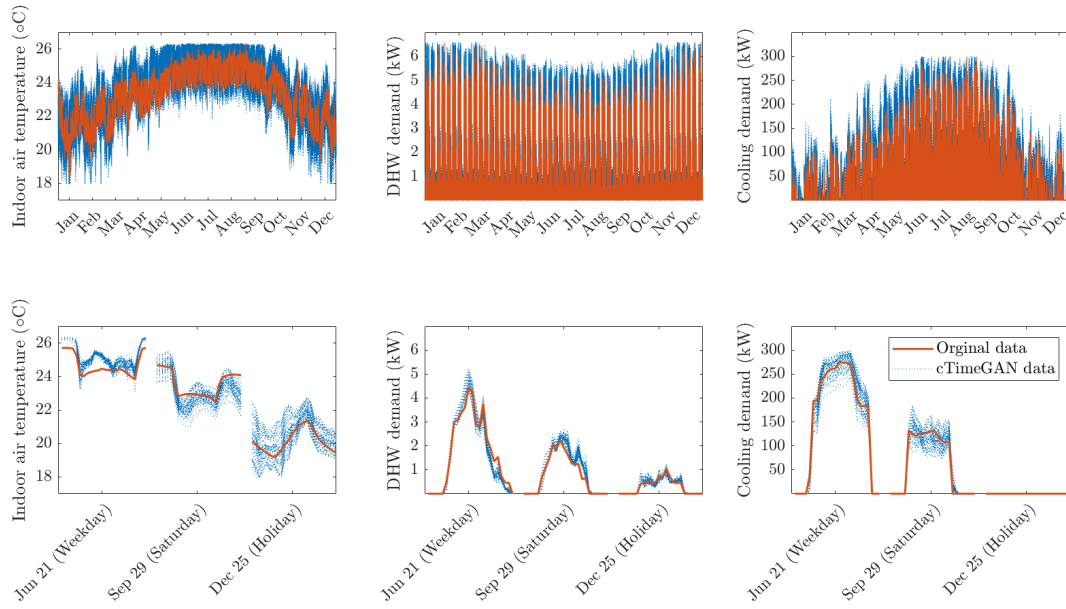 Indoor air temperature (∘C)
26
24
22
20
18
Jan Feb Mar Apr May Jun Jul Aug Sep Oct Nov Dec
DHW demand (kW)
6
5
4
3
2
1
Jan Feb Mar Apr May Jun Jul Aug Sep Oct Nov Dec
Cooling demand (kW)
300
250
200
150
100
50
0
Jan Feb Mar Apr May Jun Jul Aug Sep Oct Nov Dec
Indoor air temperature (∘C)
26
24
22
20
18
Jun 21 (Weekday)
Sep 29 (Saturday)
Dec 25 (Holiday)
DHW demand (kW)
6
5
4
3
2
1
Jun 21 (Weekday)
Sep 29 (Saturday)
Dec 25 (Holiday)
Cooling demand (kW)
300
250
200
150
100
50
0
Orginal data
cTimeGAN data
Jun 21 (Weekday)
Sep 29 (Saturday)
Dec 25 (Holiday)